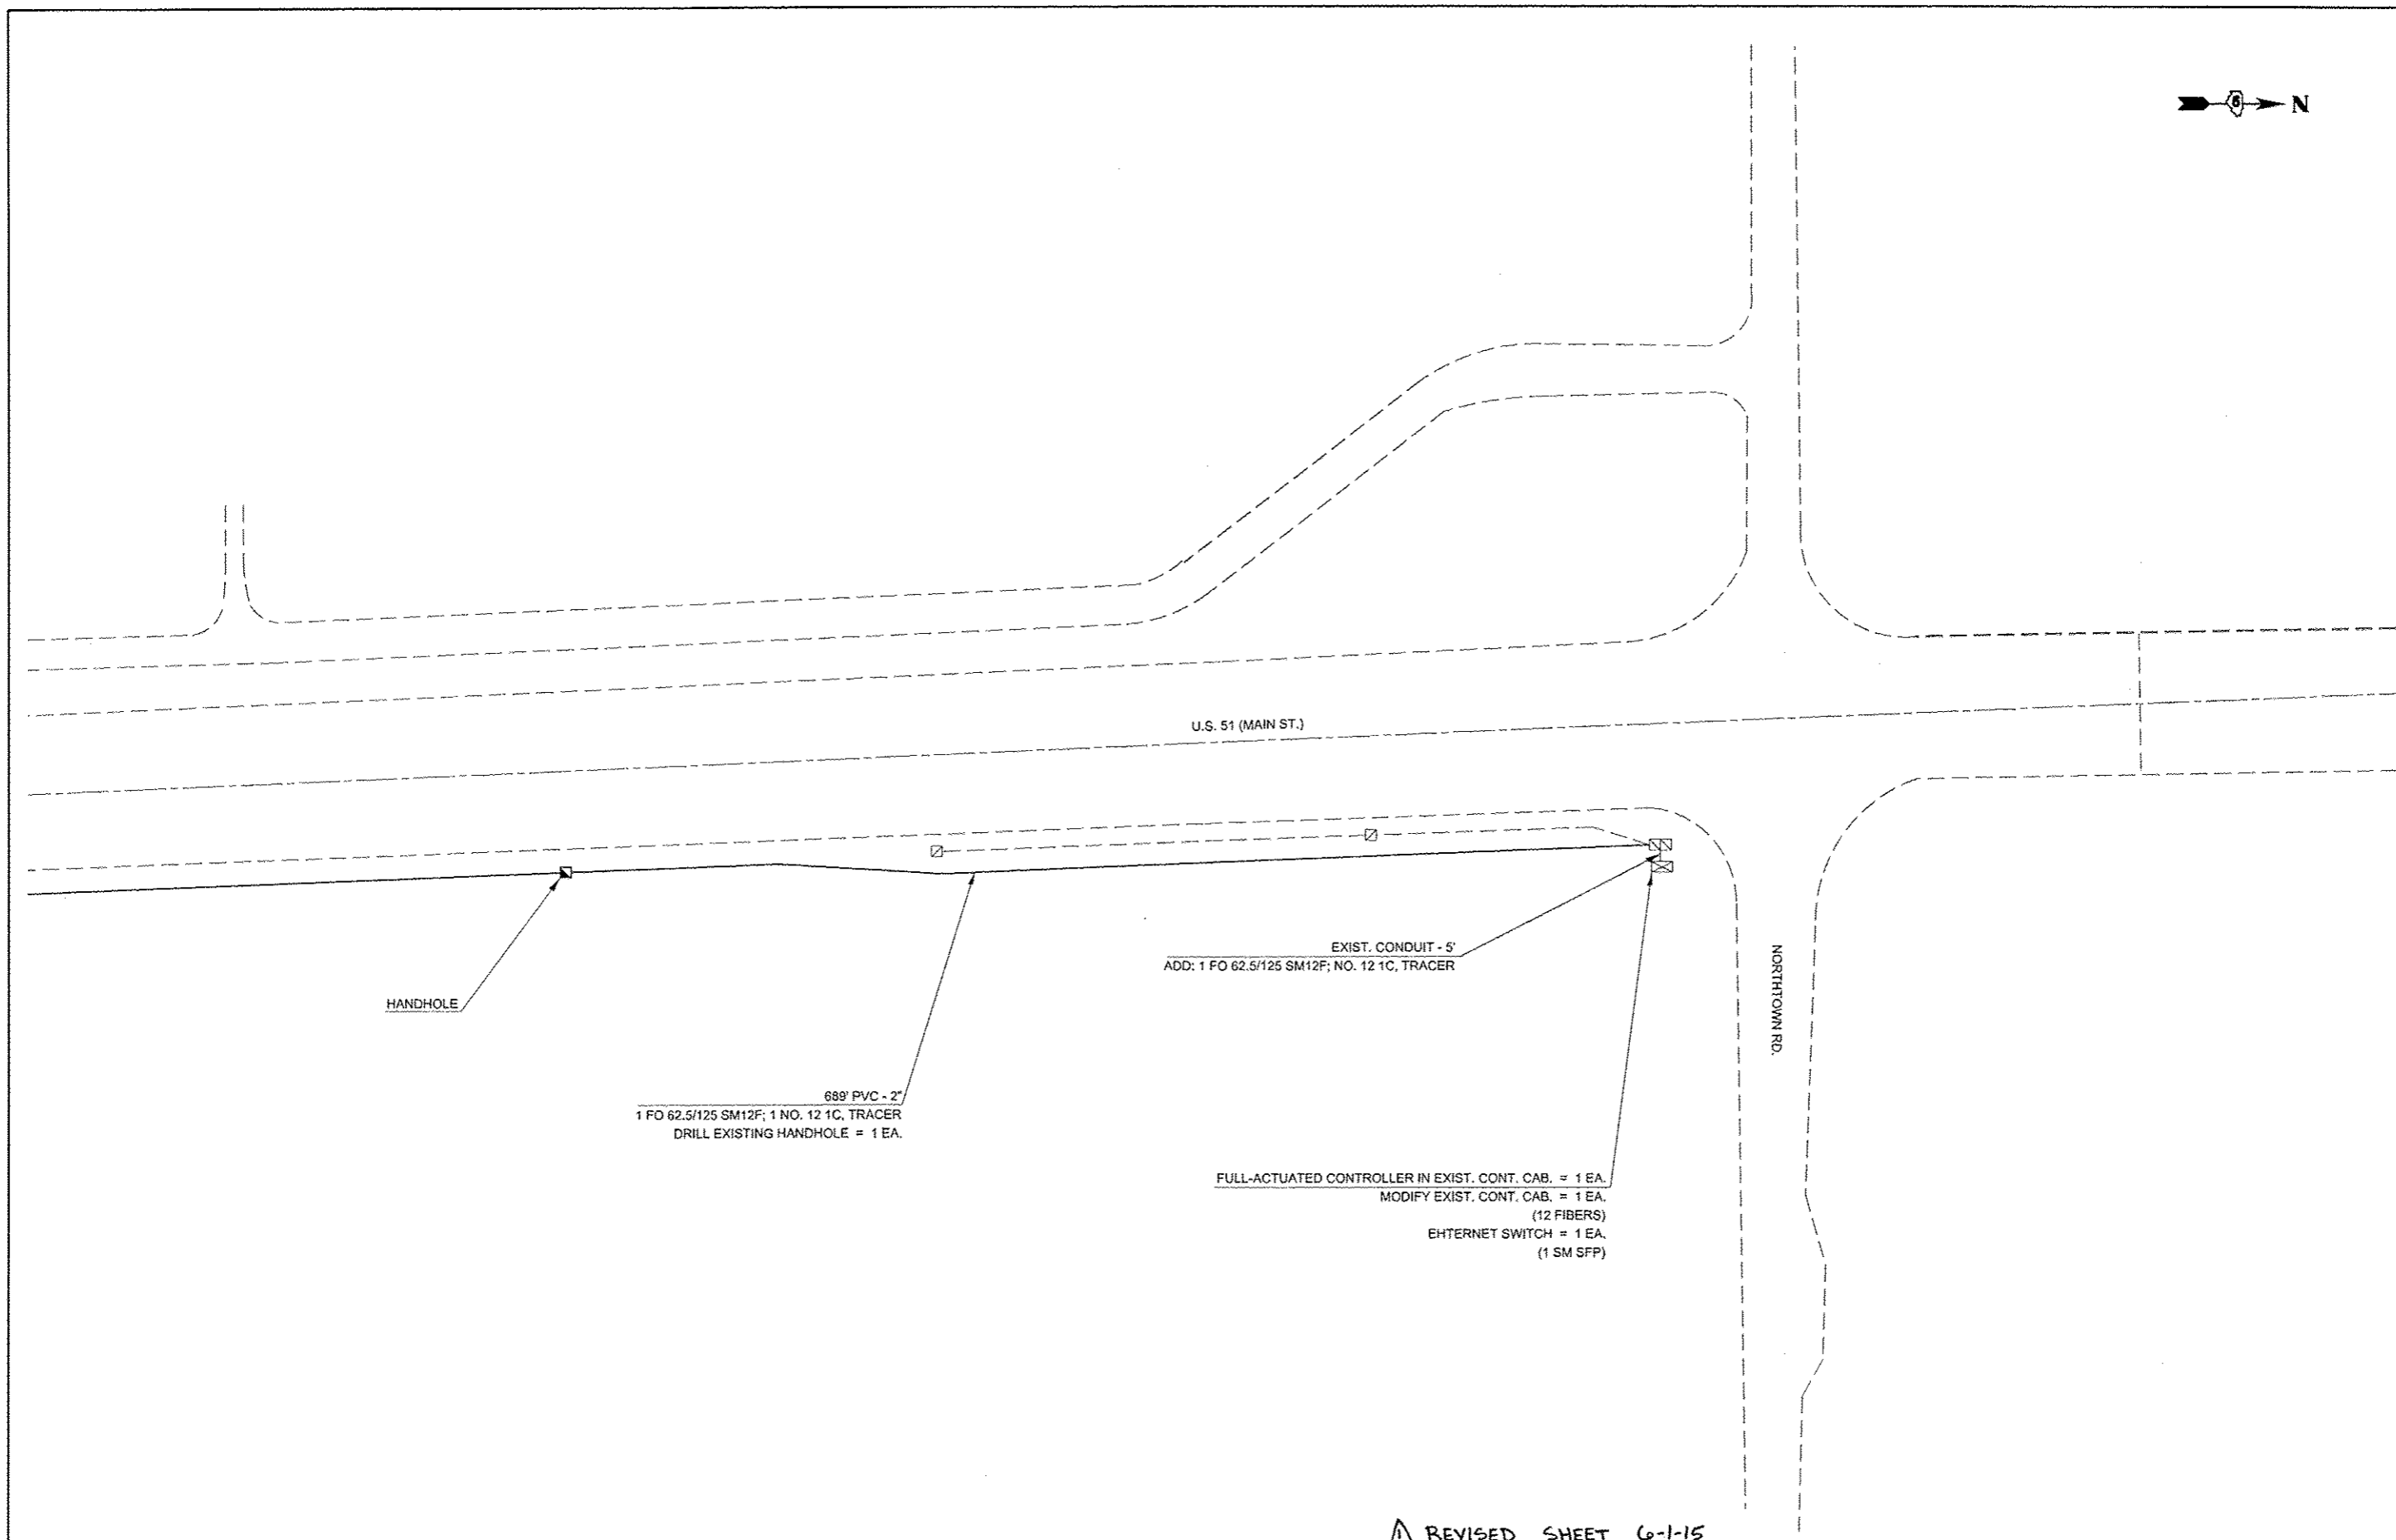 6 N
U.S. 51 (MAIN ST.)
EXIST. CONDUIT - 5'
ADD: 1 FO 62.5/125 SM12F; NO. 12 1C, TRACER
NORTHTOWN RD.
HANDHOLE
689' PVC - 2"
1 FO 62.5/125 SM12F; 1 NO. 12 1C, TRACER
DRILL EXISTING HANDHOLE = 1 EA.
FULL-ACTUATED CONTROLLER IN EXIST. CONT. CAB. = 1 EA.
MODIFY EXIST. CONT. CAB. = 1 EA.
(12 FIBERS)
EHTERNET SWITCH = 1 EA.
(1 SM SFP)
1 REVISED SHEET 6-1-15